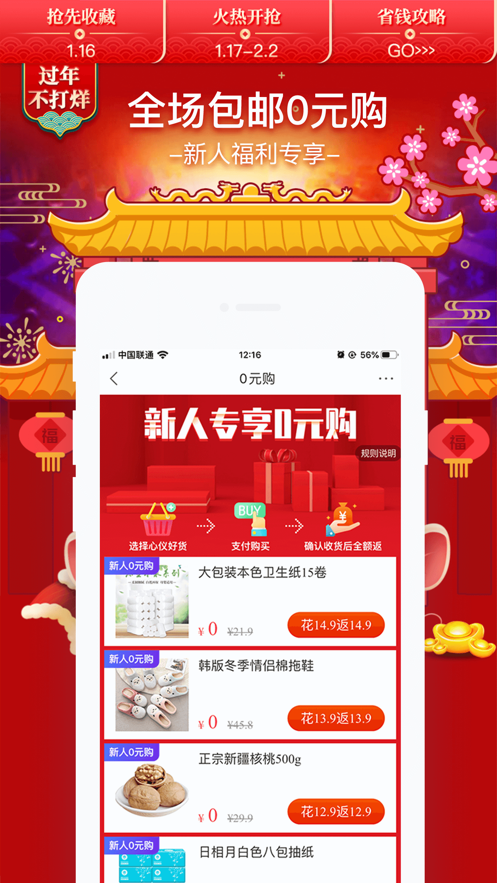 抢先收藏
火热开抢
省钱攻略
1.16
1.17-2.2
GO>>>
过年
不打烊
全场包邮0元购
–新人福利专享–
福
福
中国联通
12:16
56%
0元购
新人专享0元购
规则说明
BUY
选择心仪好货
支付购买
确认收货后全额返
新人0元购
大包装本色卫生纸15卷
¥ 0 ¥21.9
花14.9返14.9
新人0元购
韩版冬季情侣棉拖鞋
¥ 0 ¥45.8
花13.9返13.9
新人0元购
正宗新疆核桃500g
¥ 0 ¥29.9
花12.9返12.9
新人0元购
日相月白色八包抽纸